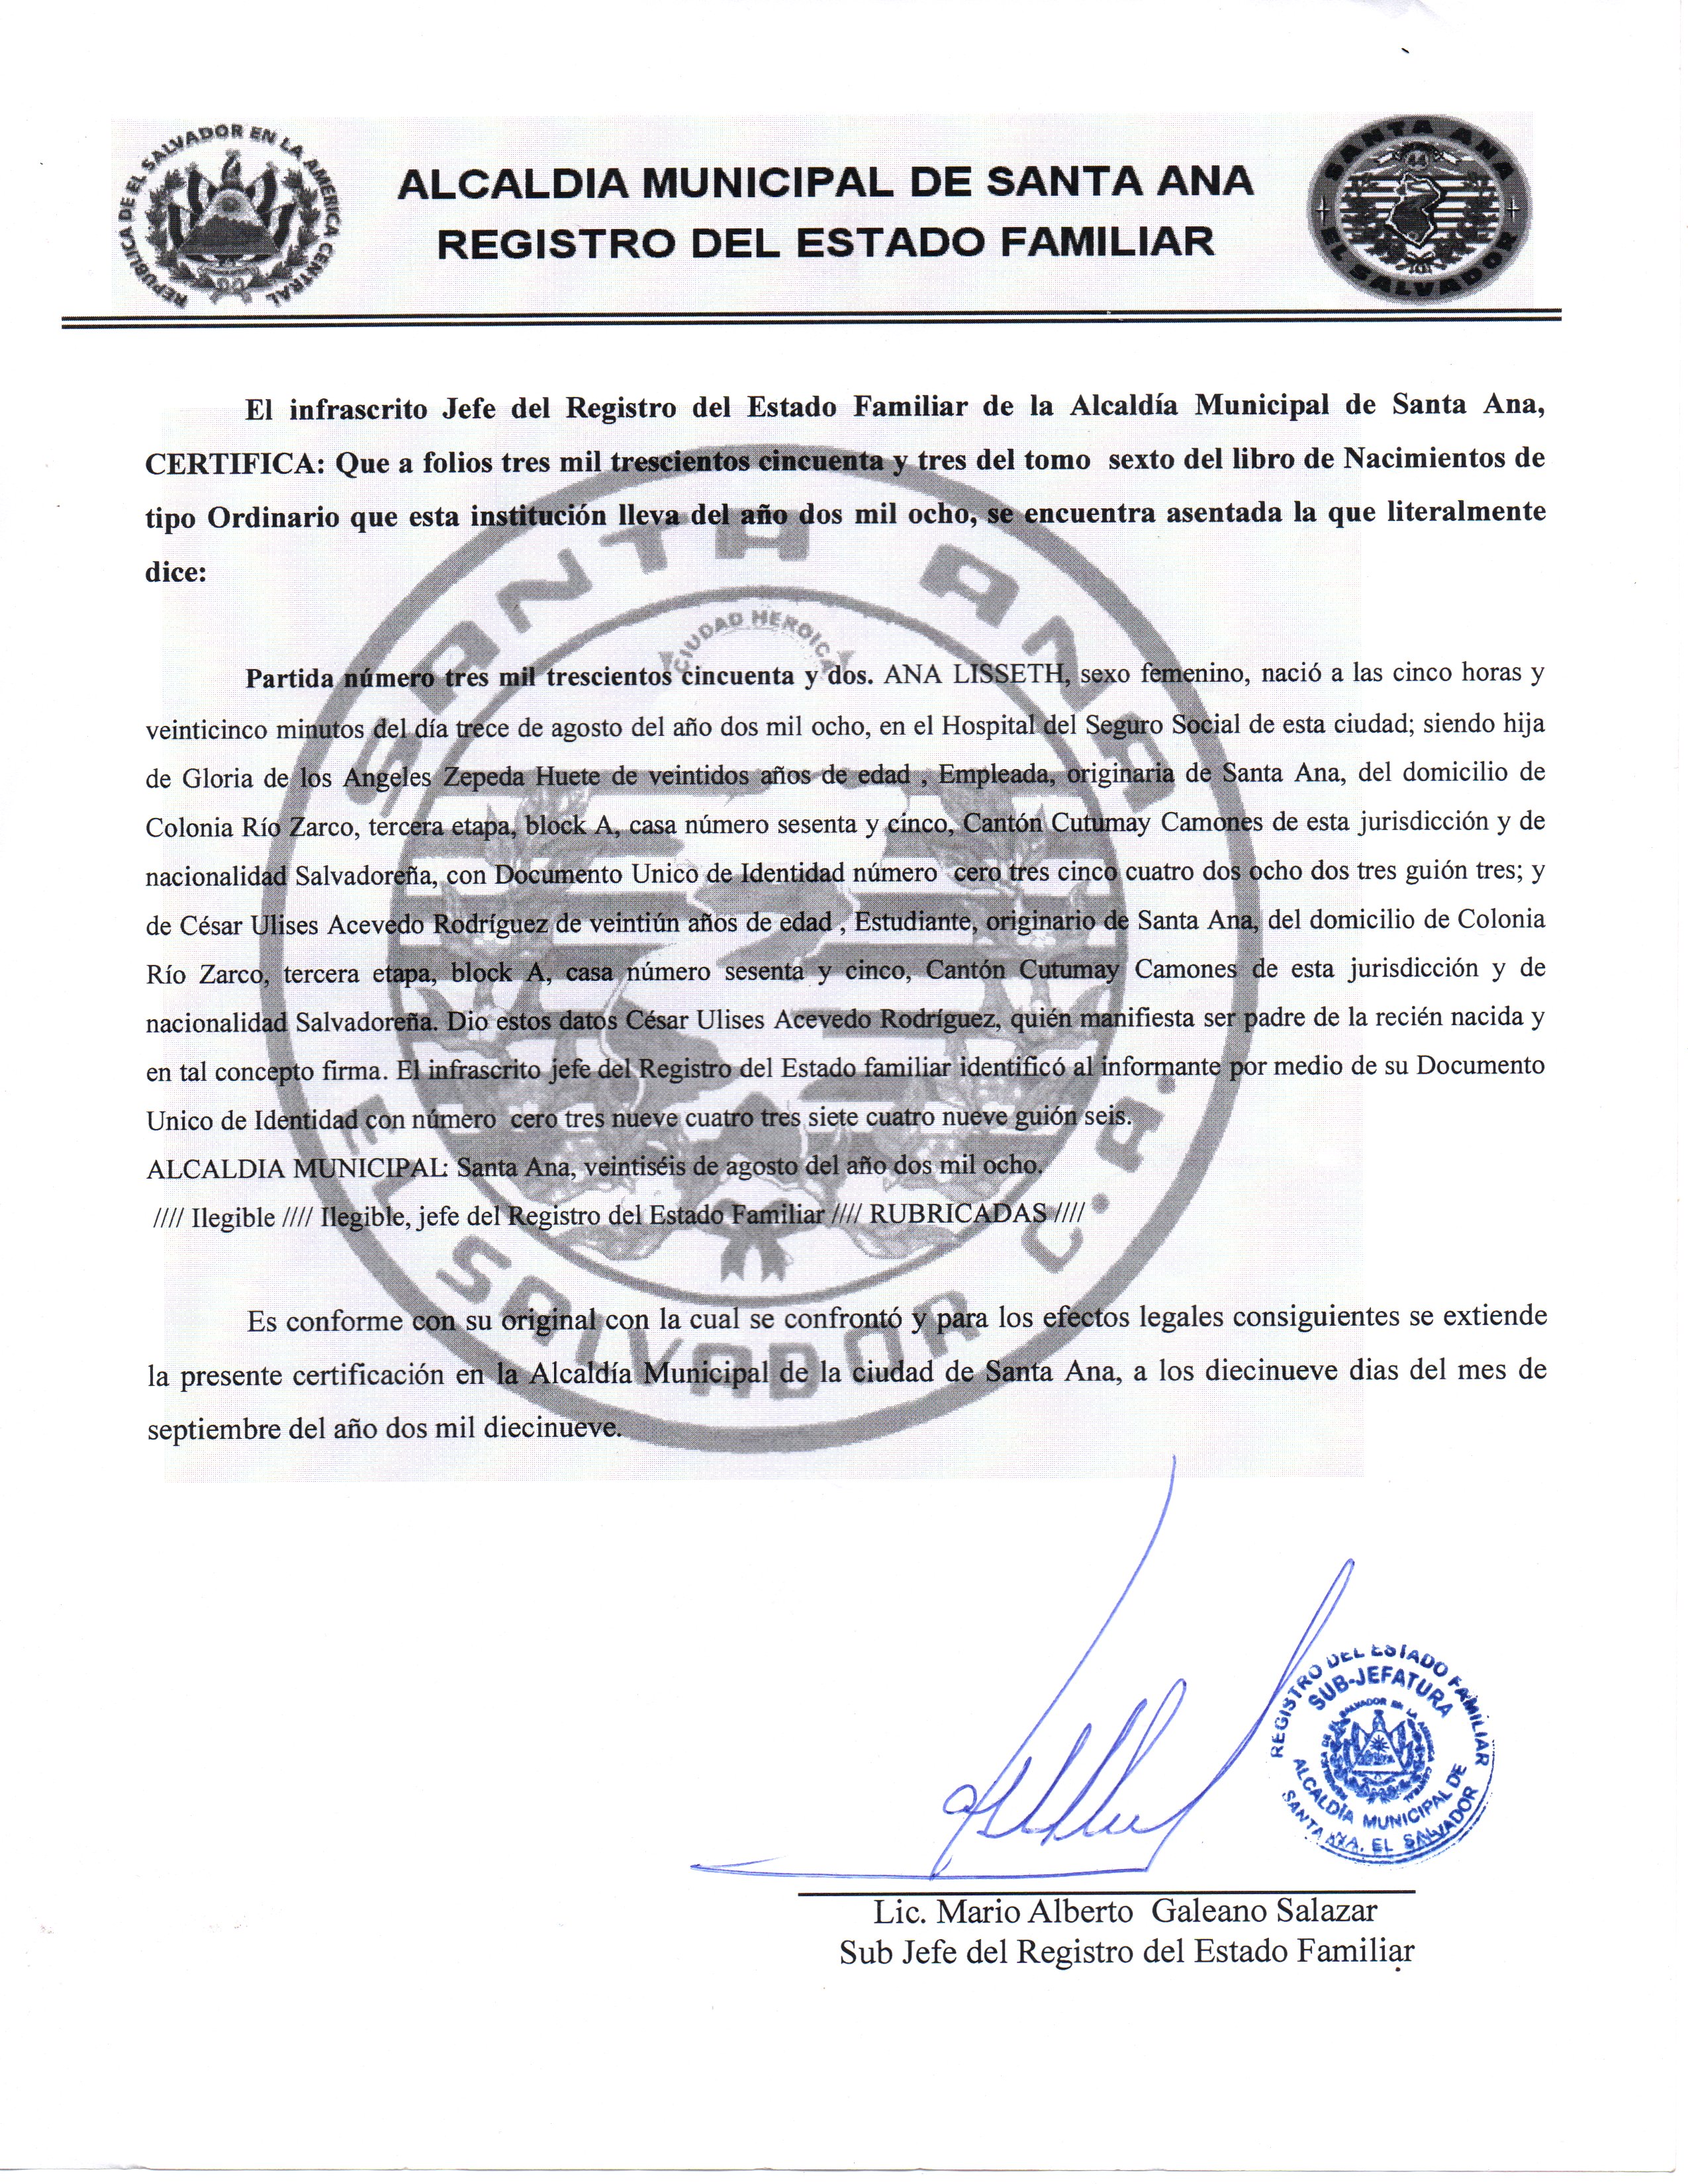 REPUBLICA DE EL SALVADOR EN LA AMERICA CENTRAL
ALCALDIA MUNICIPAL DE SANTA ANA
REGISTRO DEL ESTADO FAMILIAR
SANTA ANA
44
EL SALVADOR
El infrascrito Jefe del Registro del Estado Familiar de la Alcaldía Municipal de Santa Ana,
CERTIFICA: Que a folios tres mil trescientos cincuenta y tres del tomo sexto del libro de Nacimientos de
tipo Ordinario que esta institución lleva del año dos mil ocho, se encuentra asentada la que literalmente
dice:
SANTA ANA
CIUDAD HEROICA
Partida número tres mil trescientos cincuenta y dos. ANA LISSETH, sexo femenino, nació a las cinco horas y
veinticinco minutos del día trece de agosto del año dos mil ocho, en el Hospital del Seguro Social de esta ciudad; siendo hija
de Gloria de los Angeles Zepeda Huete de veintidos años de edad , Empleada, originaria de Santa Ana, del domicilio de
Colonia Río Zarco, tercera etapa, block A, casa número sesenta y cinco, Cantón Cutumay Camones de esta jurisdicción y de
nacionalidad Salvadoreña, con Documento Unico de Identidad número cero tres cinco cuatro dos ocho dos tres guión tres; y
de César Ulises Acevedo Rodríguez de veintiún años de edad , Estudiante, originario de Santa Ana, del domicilio de Colonia
Río Zarco, tercera etapa, block A, casa número sesenta y cinco, Cantón Cutumay Camones de esta jurisdicción y de
nacionalidad Salvadoreña. Dio estos datos César Ulises Acevedo Rodríguez, quién manifiesta ser padre de la recién nacida y
en tal concepto firma. El infrascrito jefe del Registro del Estado familiar identificó al informante por medio de su Documento
Unico de Identidad con número cero tres nueve cuatro tres siete cuatro nueve guión seis.
ALCALDIA MUNICIPAL: Santa Ana, veintiséis de agosto del año dos mil ocho.
//// Ilegible //// Ilegible, jefe del Registro del Estado Familiar //// RUBRICADAS ////
EL SALVADOR C.A.
Es conforme con su original con la cual se confrontó y para los efectos legales consiguientes se extiende
la presente certificación en la Alcaldía Municipal de la ciudad de Santa Ana, a los diecinueve dias del mes de
septiembre del año dos mil diecinueve.
REGISTRO DEL ESTADO FAMILIAR
SUB-JEFATURA
ALCALDÍA MUNICIPAL DE
SANTA ANA, EL SALVADOR
Lic. Mario Alberto Galeano Salazar
Sub Jefe del Registro del Estado Familiar